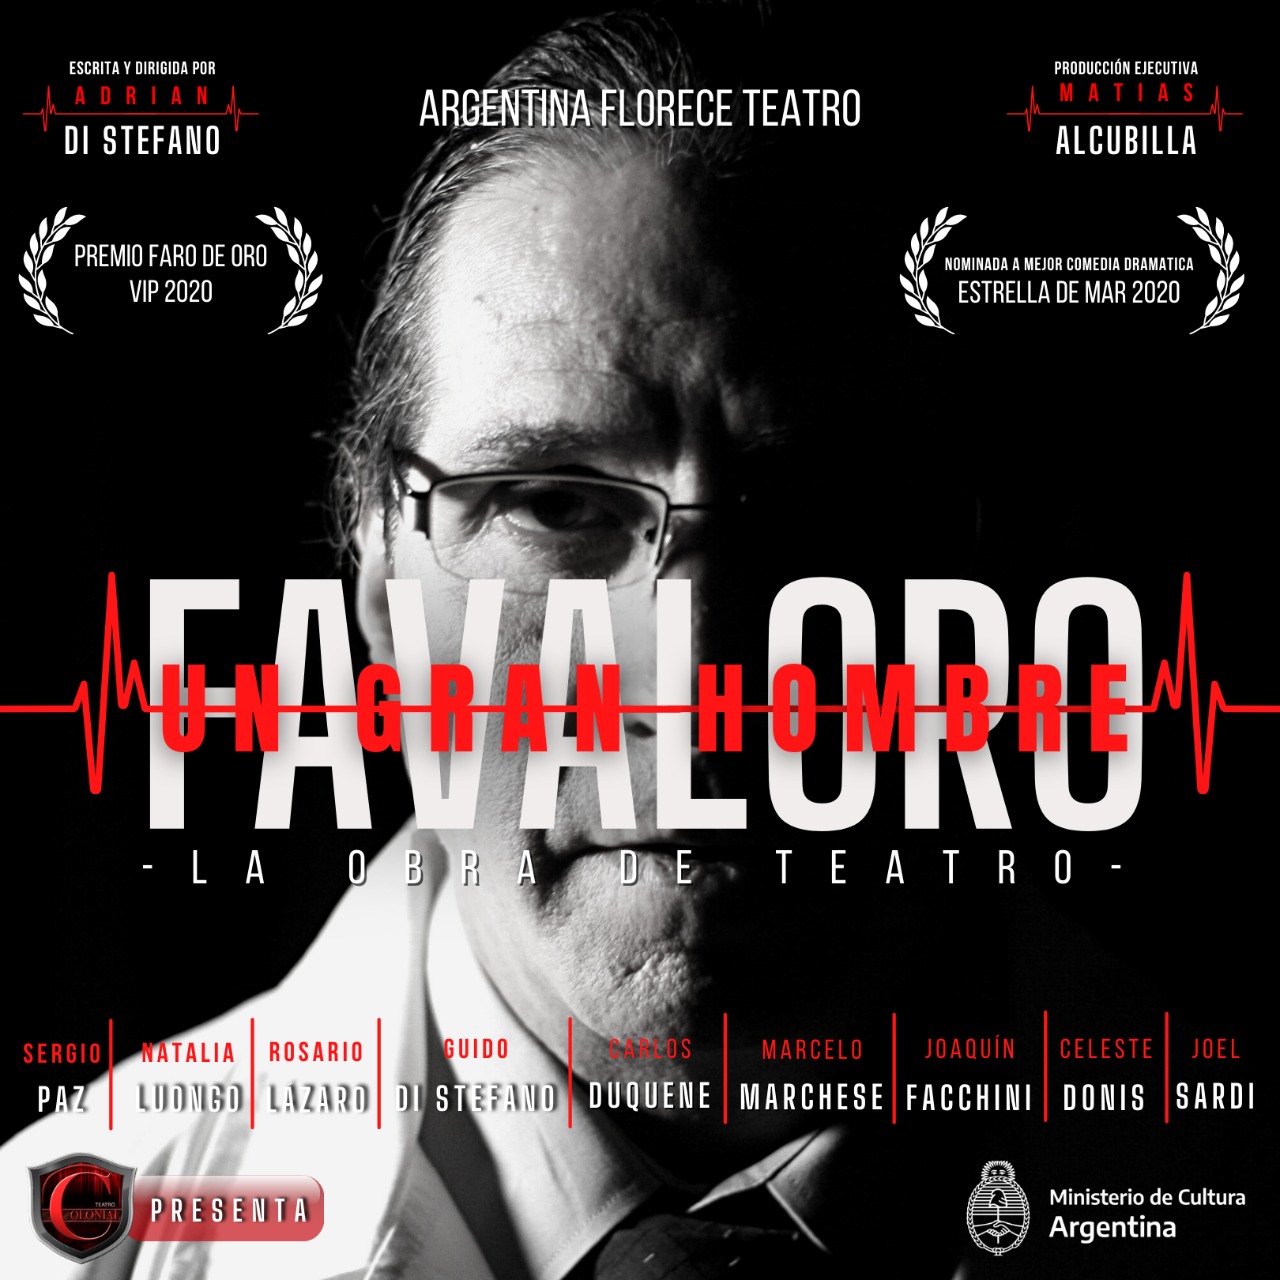 ESCRITA Y DIRIGIDA POR
ADRIAN
DI STEFANO
ARGENTINA FLORECE TEATRO
PRODUCCIÓN EJECUTIVA
MATIAS
ALCUBILLA
PREMIO FARO DE ORO
VIP 2020
NOMINADA A MEJOR COMEDIA DRAMATICA
ESTRELLA DE MAR 2020
FAVALORO
UN GRAN HOMBRE
-LA OBRA DE TEATRO-
SERGIO
PAZ
NATALIA
LUONGO
ROSARIO
LÁZARO
GUIDO
DI STEFANO
CARLOS
DUQUENE
MARCELO
MARCHESE
JOAQUÍN
FACCHINI
CELESTE
DONIS
JOEL
SARDI
TEATRO
COLONIAL
PRESENTA
Ministerio de Cultura
Argentina